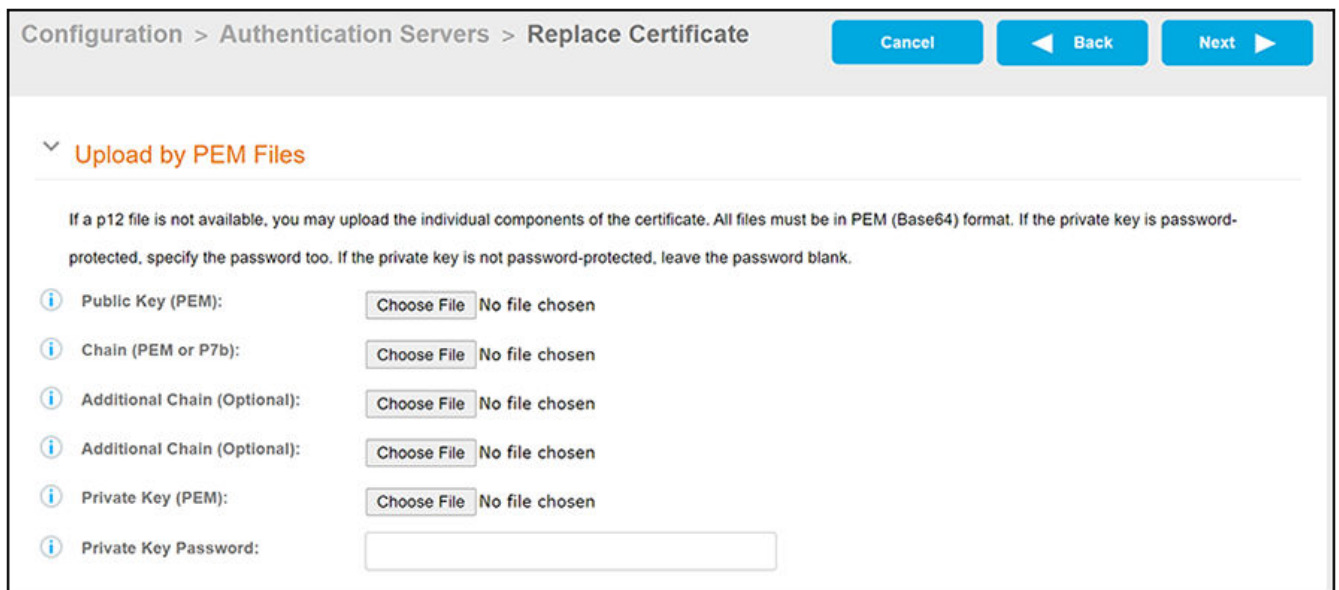 Configuration > Authentication Servers > Replace Certificate
Cancel
Back
Next
Upload by PEM Files
If a p12 file is not available, you may upload the individual components of the certificate. All files must be in PEM (Base64) format. If the private key is password-
protected, specify the password too. If the private key is not password-protected, leave the password blank.
Public Key (PEM): Choose File No file chosen
Chain (PEM or P7b): Choose File No file chosen
Additional Chain (Optional): Choose File No file chosen
Additional Chain (Optional): Choose File No file chosen
Private Key (PEM): Choose File No file chosen
Private Key Password: